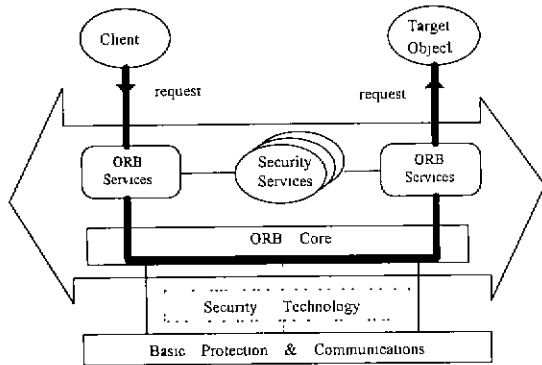 Client
Target
Object
request
request
ORB
Services
Security
Services
ORB
Services
ORB Core
Security Technology
Basic Protection & Communications